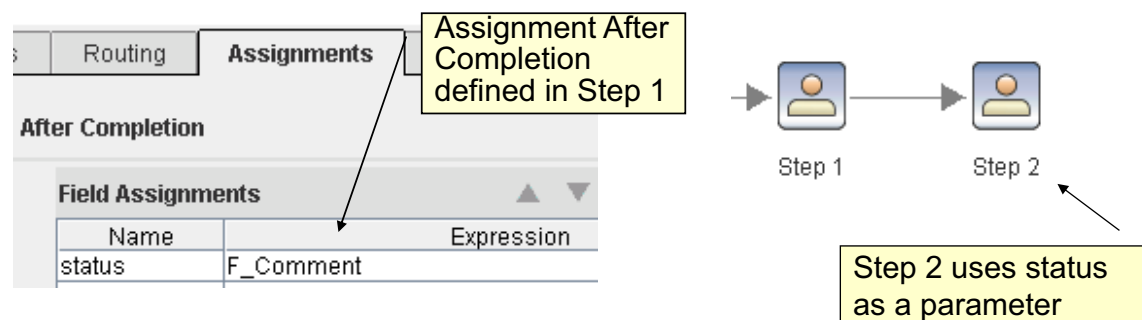 s Routing Assignments
After Completion
Field Assignments
Name Expression
status F_Comment
Assignment After
Completion
defined in Step 1
Step 1 Step 2
Step 2 uses status
as a parameter